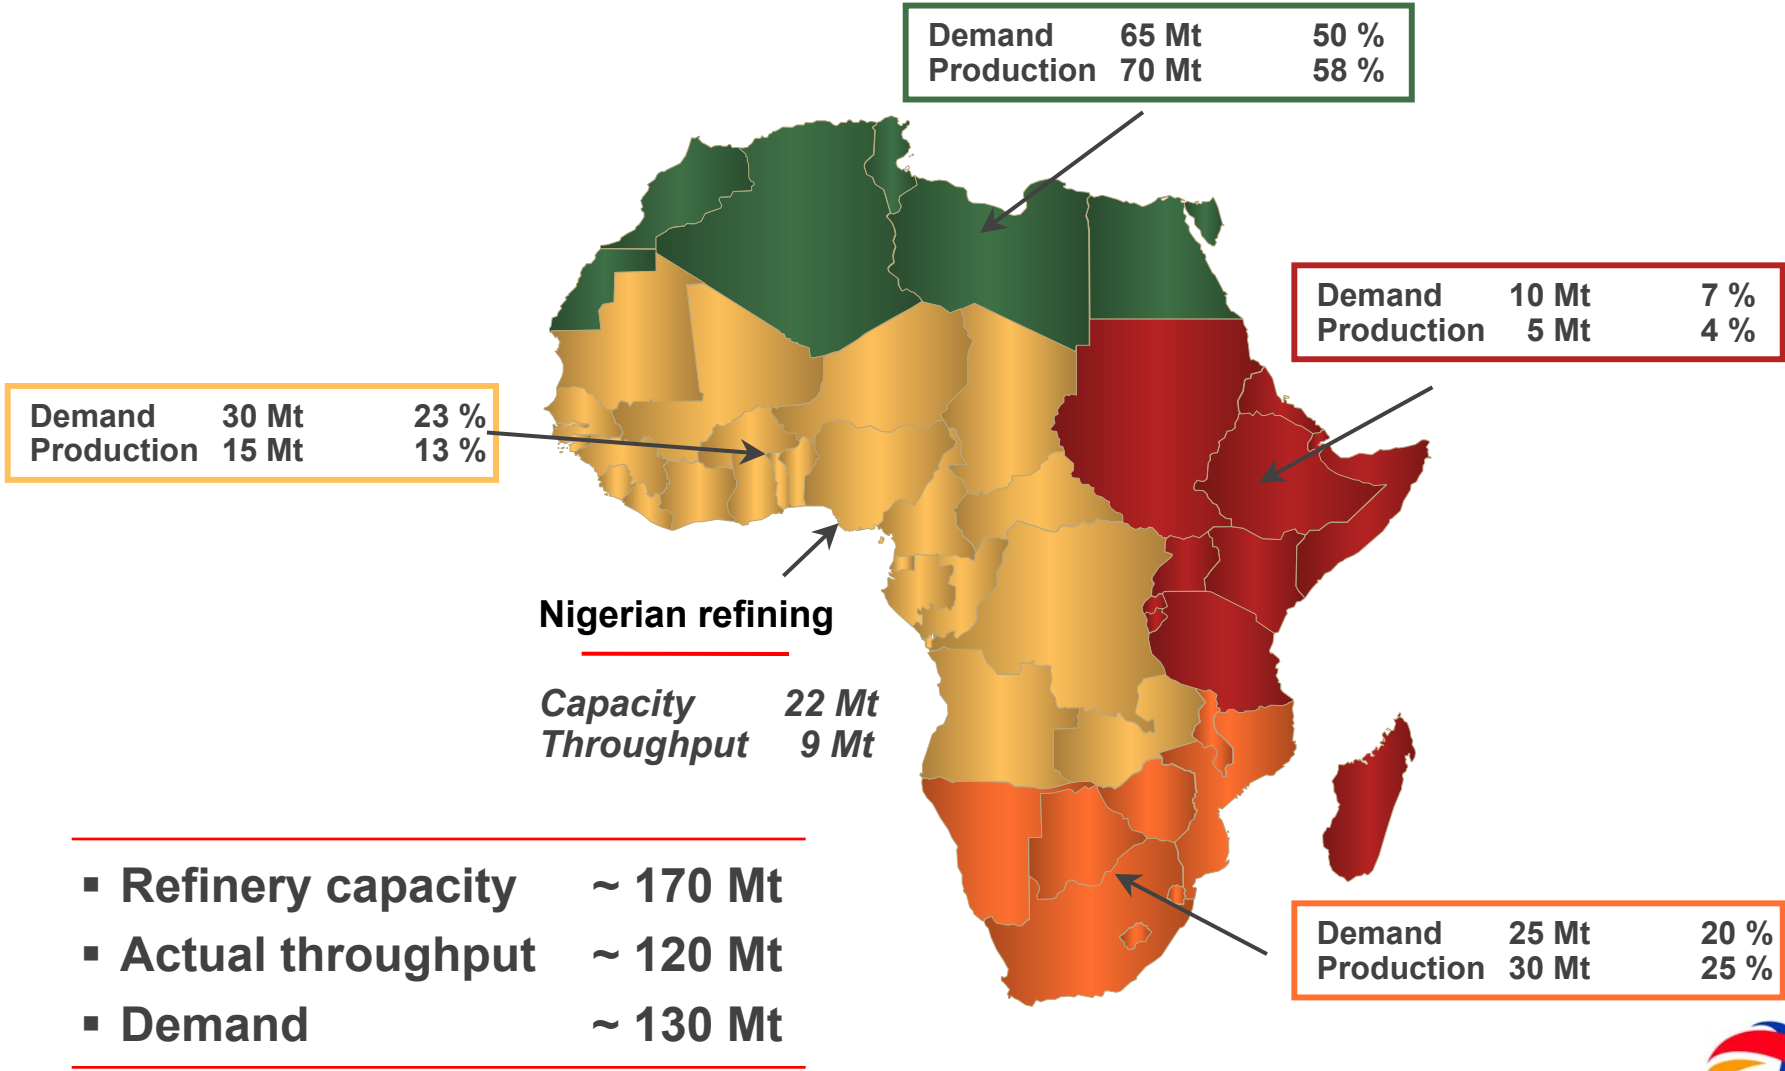 Demand 65 Mt 50 %
Production 70 Mt 58 %
Demand 10 Mt 7 %
Production 5 Mt 4 %
Demand 30 Mt 23 %
Production 15 Mt 13 %
Nigerian refining
Capacity 22 Mt
Throughput 9 Mt
▪ Refinery capacity ~ 170 Mt
▪ Actual throughput ~ 120 Mt
▪ Demand ~ 130 Mt
Demand 25 Mt 20 %
Production 30 Mt 25 %